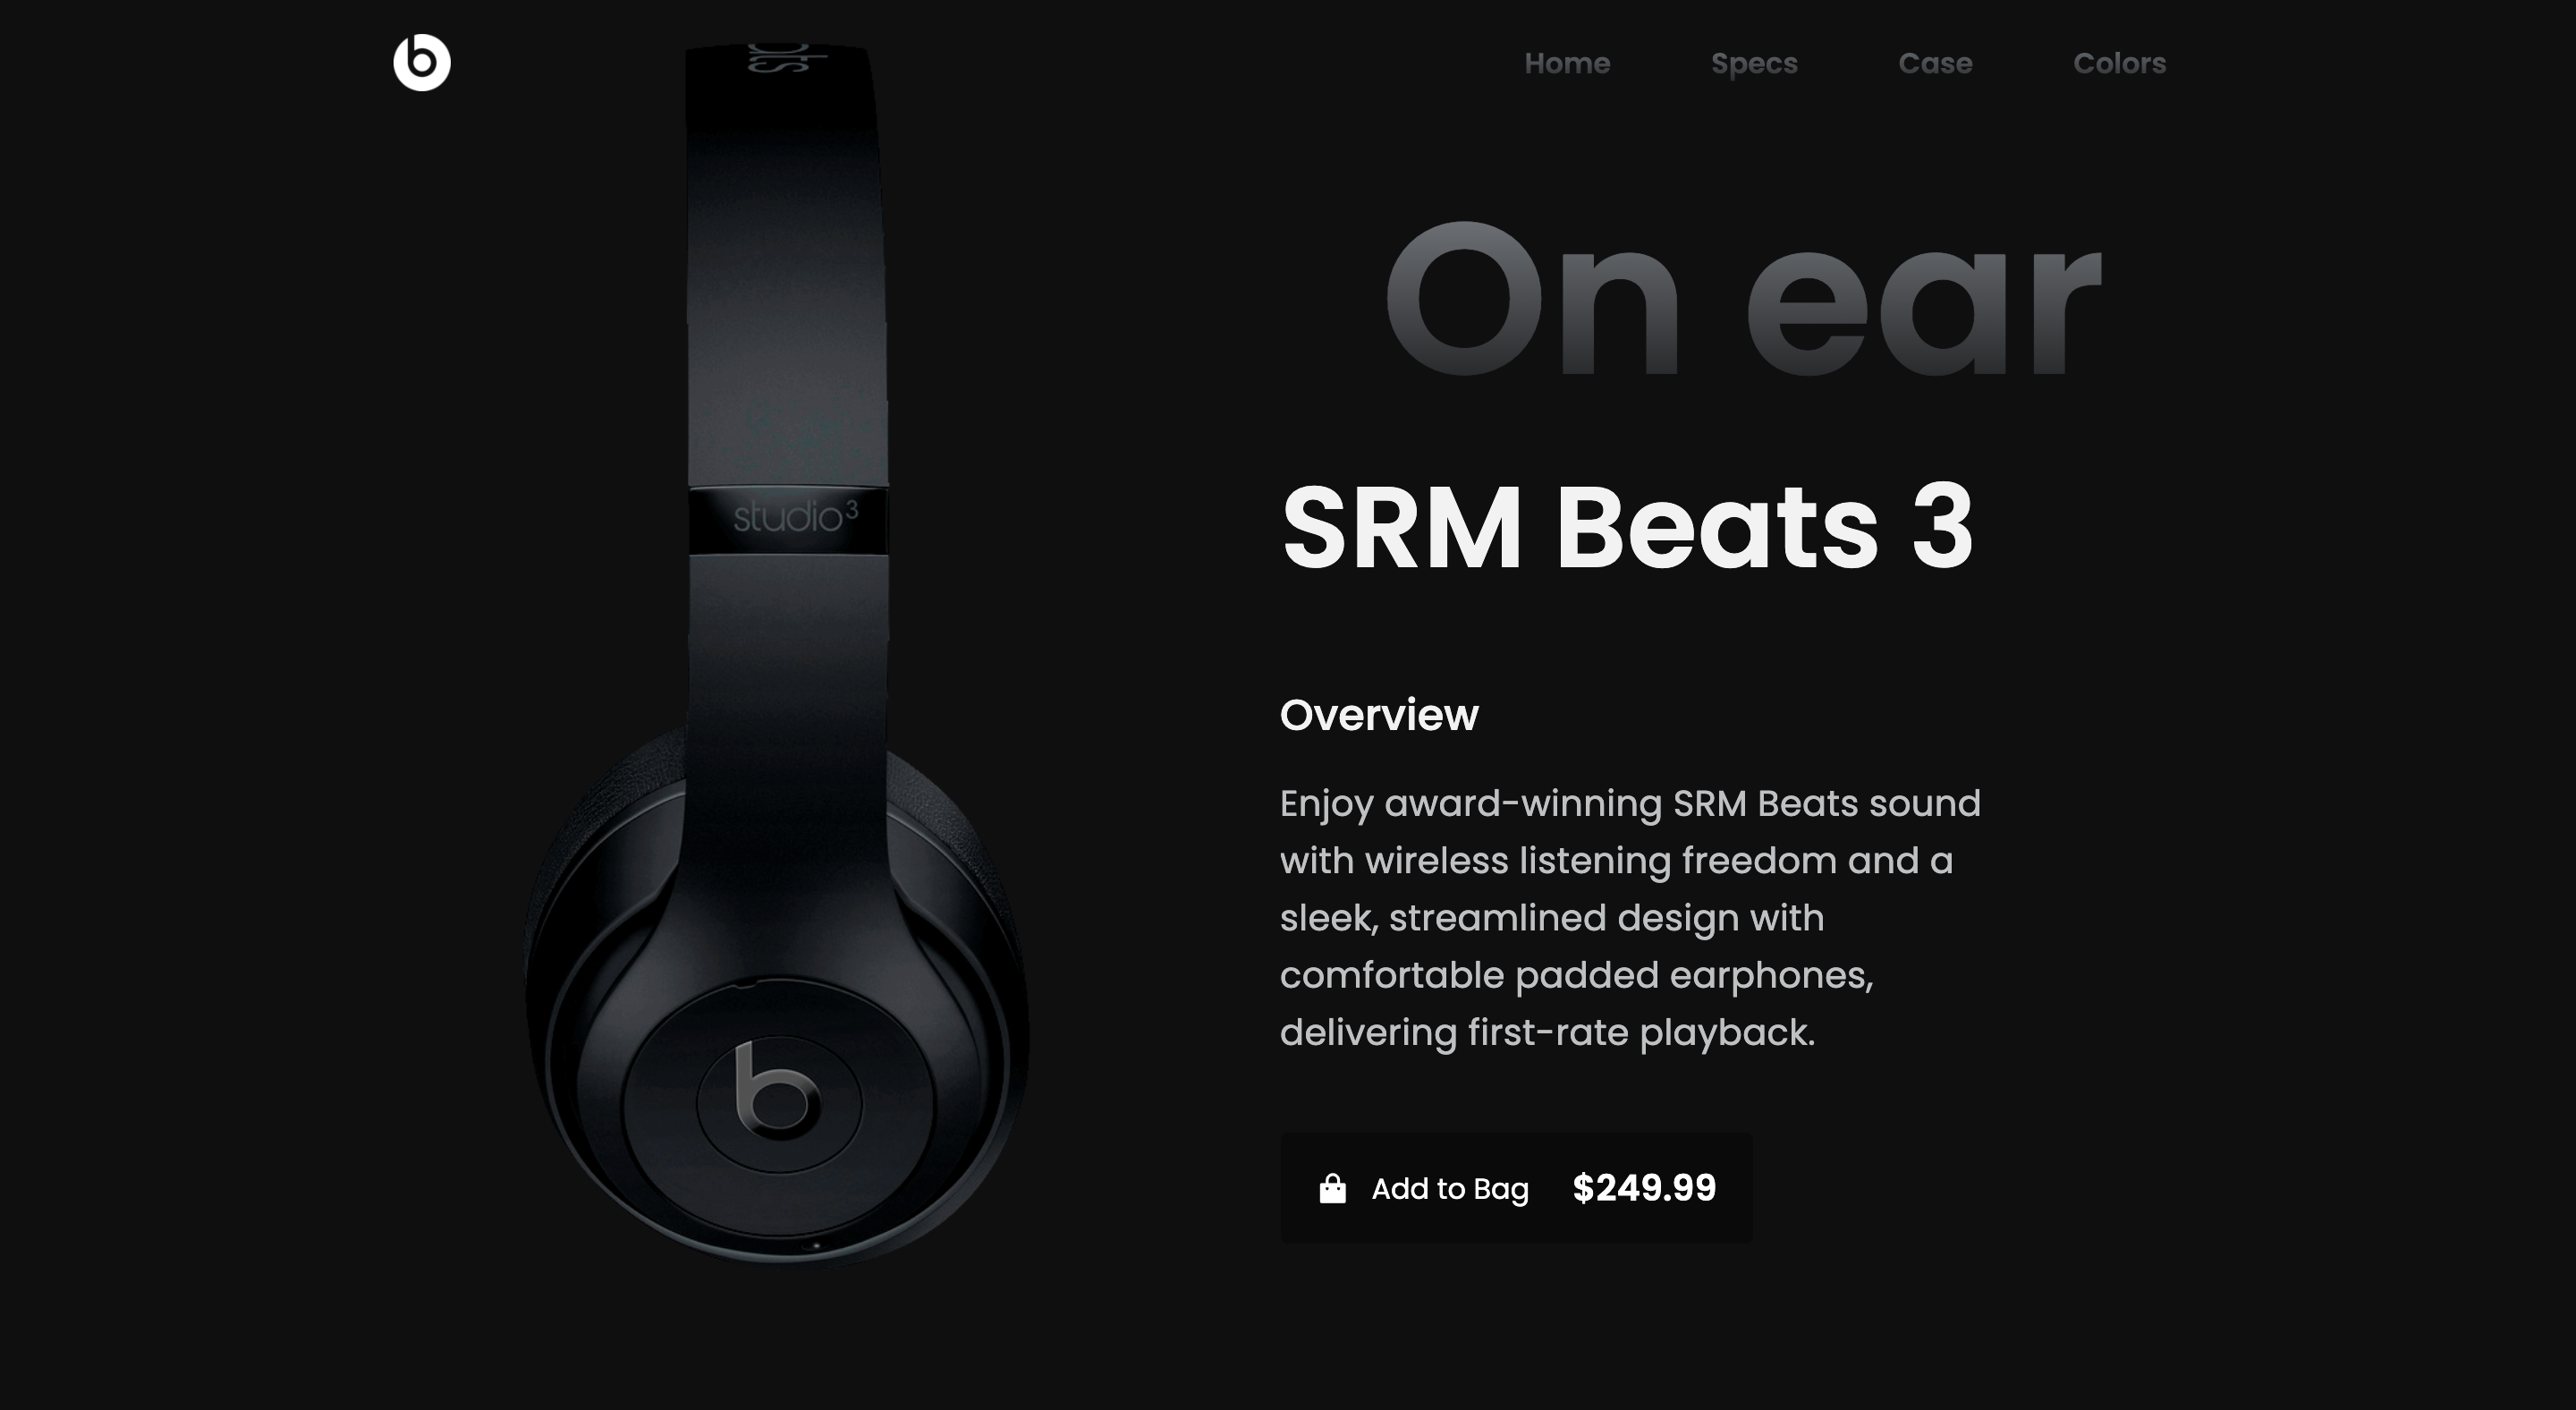 Home Specs Case Colors
On ear
SRM Beats 3
studio3
Overview
Enjoy award-winning SRM Beats sound
with wireless listening freedom and a
sleek, streamlined design with
comfortable padded earphones,
delivering first-rate playback.
Add to Bag $249.99